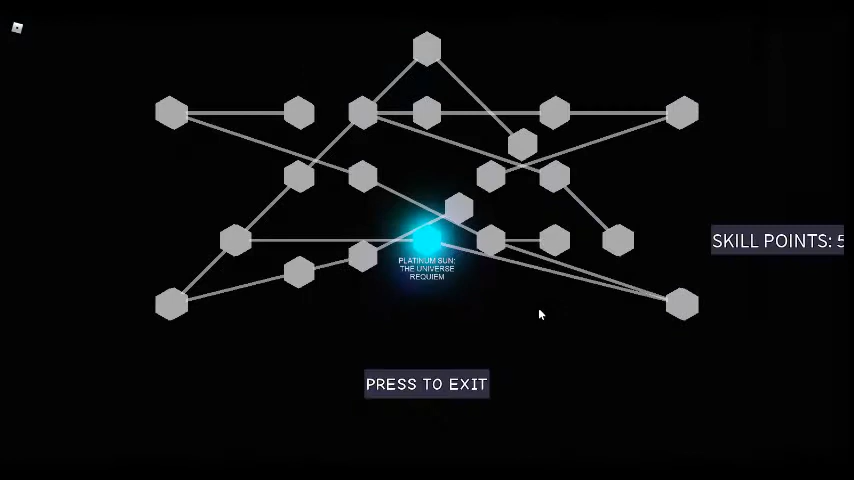 SKILL POINTS: 5
PLATINUM SUN:
THE UNIVERSE
REQUIEM
PRESS TO EXIT